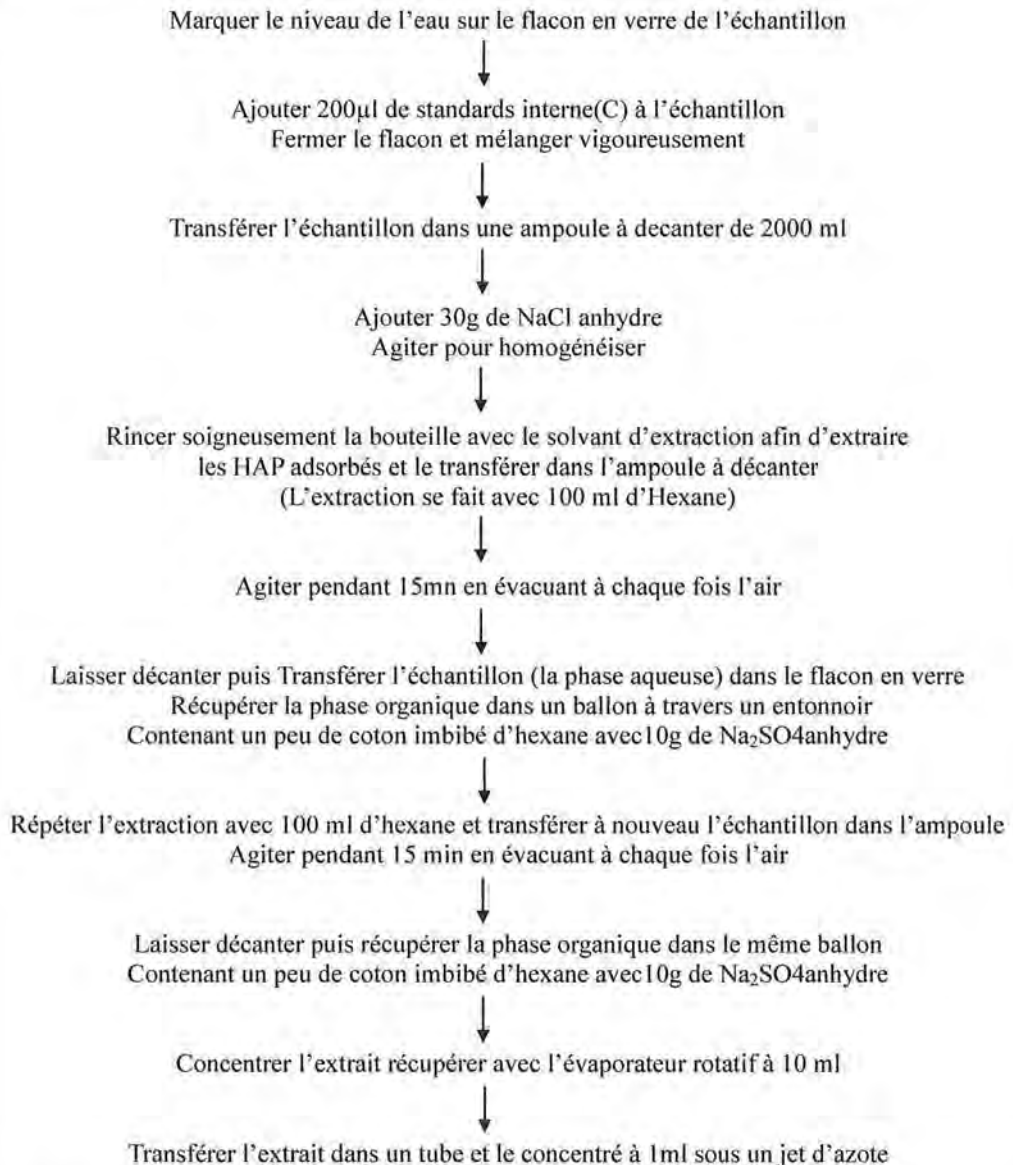 Marquer le niveau de l'eau sur le flacon en verre de l'échantillon
Ajouter 200µl de standards interne(C) à l'échantillon
Fermer le flacon et mélanger vigoureusement
Transférer l'échantillon dans une ampoule à decanter de 2000 ml
Ajouter 30g de NaCl anhydre
Agiter pour homogénéiser
Rincer soigneusement la bouteille avec le solvant d'extraction afin d'extraire
les HAP adsorbés et le transférer dans l'ampoule à décanter
(L'extraction se fait avec 100 ml d'Hexane)
Agiter pendant 15mn en évacuant à chaque fois l'air
Laisser décanter puis Transférer l'échantillon (la phase aqueuse) dans le flacon en verre
Récupérer la phase organique dans un ballon à travers un entonnoir
Contenant un peu de coton imbibé d'hexane avec10g de Na₂SO4anhydre
Répéter l'extraction avec 100 ml d'hexane et transférer à nouveau l'échantillon dans l'ampoule
Agiter pendant 15 min en évacuant à chaque fois l'air
Laisser décanter puis récupérer la phase organique dans le même ballon
Contenant un peu de coton imbibé d'hexane avec10g de Na₂SO4anhydre
Concentrer l'extrait récupérer avec l'évaporateur rotatif à 10 ml
Transférer l'extrait dans un tube et le concentré à 1ml sous un jet d'azote